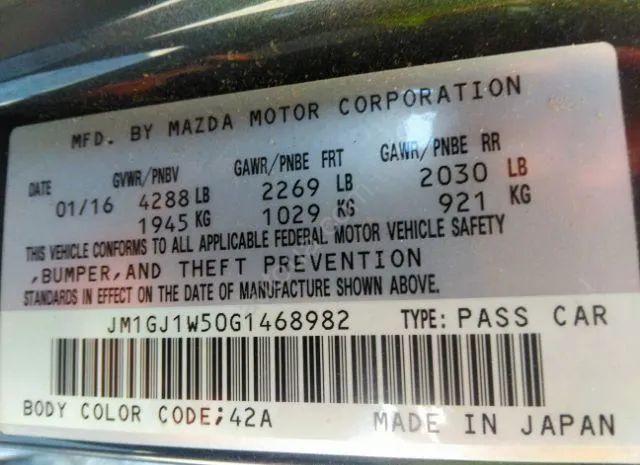 MFD. BY MAZDA MOTOR CORPORATION
DATE GVWR/PNBV GAWR/PNBE FRT GAWR/PNBE RR
01/16 4288 LB 2269 LB 2030 LB
1945 KG 1029 KG 921 KG
THIS VEHICLE CONFORMS TO ALL APPLICABLE FEDERAL MOTOR VEHICLE SAFETY
,BUMPER,AND THEFT PREVENTION
STANDARDS IN EFFECT ON THE DATE OF MANUFACTURE SHOWN ABOVE.
JM1GJ1W50G1468982 TYPE: PASS CAR
BODY COLOR CODE;42A MADE IN JAPAN